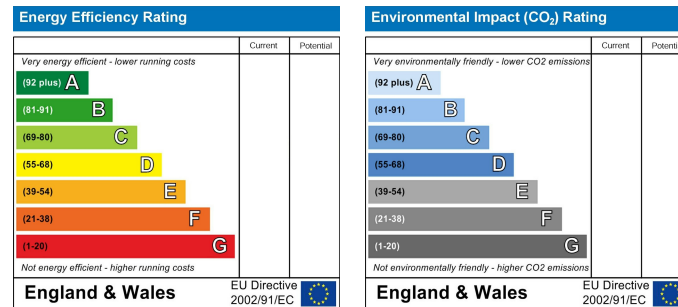 Energy Efficiency Rating
Current Potential
Very energy efficient - lower running costs
(92 plus) A
(81-91) B
(69-80) C
(55-68) D
(39-54) E
(21-38) F
(1-20) G
Not energy efficient - higher running costs
England & Wales
EU Directive
2002/91/EC
Environmental Impact (CO₂) Rating
Current Potential
Very environmentally friendly - lower CO2 emissions
(92 plus) A
(81-91) B
(69-80) C
(55-68) D
(39-54) E
(21-38) F
(1-20) G
Not environmentally friendly - higher CO2 emissions
England & Wales
EU Directive
2002/91/EC